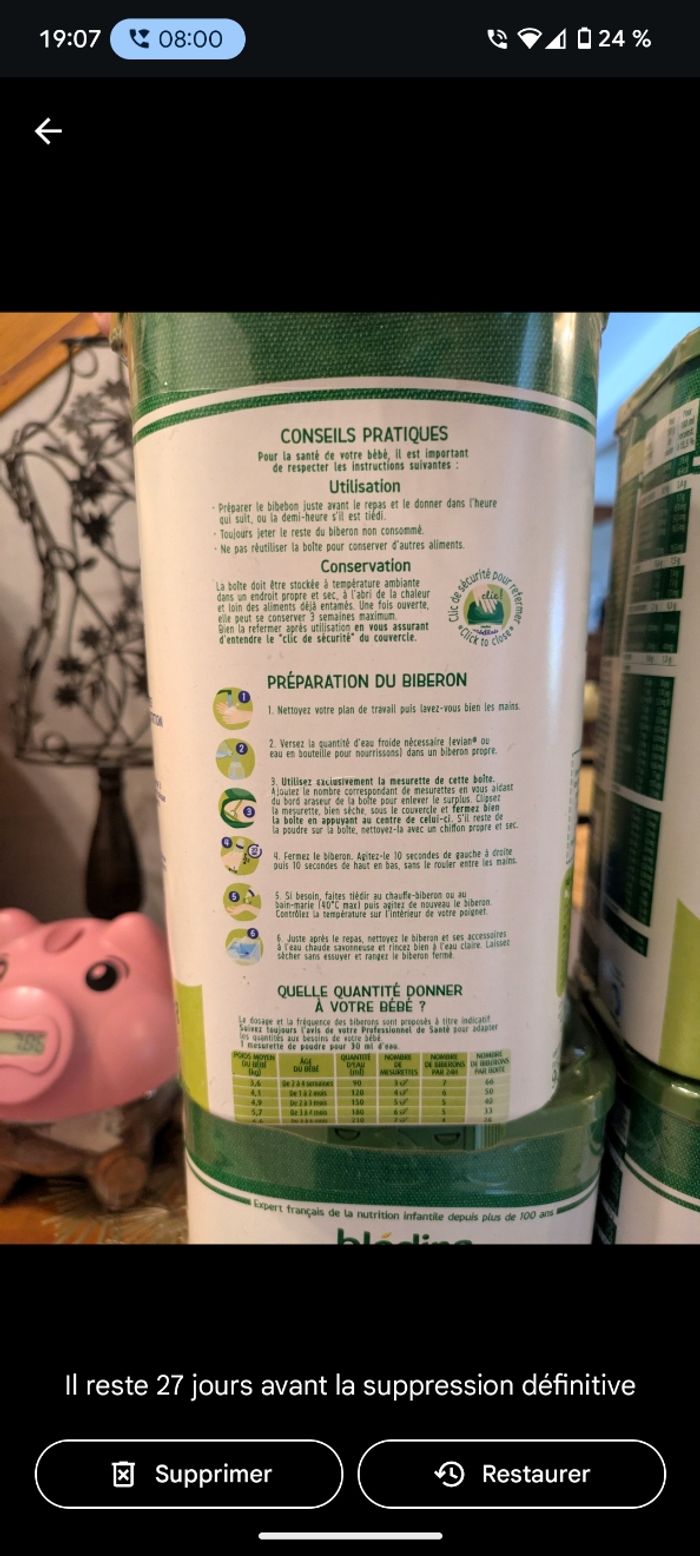 19:07 08:00 24 %
CONSEILS PRATIQUES
Pour la santé de votre bébé, il est important
de respecter les instructions suivantes :
Utilisation
· Préparer le bibebon juste avant le repas et le donner dans l'heure
qui suit, ou la demi-heure s'il est tiédi.
· Toujours jeter le reste du biberon non consommé.
· Ne pas réutiliser la boîte pour conserver d'autres aliments.
Conservation
La boîte doit être stockée à température ambiante
dans un endroit propre et sec, à l'abri de la chaleur
et loin des aliments déjà entamés. Une fois ouverte,
elle peut se conserver 3 semaines maximum.
Bien la refermer après utilisation en vous assurant
d'entendre le "clic de sécurité" du couvercle.
Clic de sécurité pour refermer
clic!
«Click to close»
PRÉPARATION DU BIBERON
1
1. Nettoyez votre plan de travail puis lavez-vous bien les mains.
2
2. Versez la quantité d'eau froide nécessaire (evian® ou
eau en bouteille pour nourrissons) dans un biberon propre.
3
3. Utilisez exclusivement la mesurette de cette boîte.
Ajoutez le nombre correspondant de mesurettes en vous aidant
du bord araseur de la boîte pour enlever le surplus. Clipsez
la mesurette, bien sèche, sous le couvercle et fermez bien
la boîte en appuyant au centre de celui-ci. S'il reste de
la poudre sur la boîte, nettoyez-la avec un chiffon propre et sec.
4
4. Fermez le biberon. Agitez-le 10 secondes de gauche à droite
puis 10 secondes de haut en bas, sans le rouler entre les mains.
5
5. Si besoin, faites tiédir au chauffe-biberon ou au
bain-marie (40°C max) puis agitez de nouveau le biberon.
Contrôlez la température sur l'intérieur de votre poignet.
6
6. Juste après le repas, nettoyez le biberon et ses accessoires
à l'eau chaude savonneuse et rincez bien à l'eau claire. Laissez
sécher sans essuyer et rangez le biberon fermé.
QUELLE QUANTITÉ DONNER
À VOTRE BÉBÉ ?
Le dosage et la fréquence des biberons sont proposés à titre indicatif.
Suivez toujours l'avis de votre Professionnel de Santé pour adapter
les quantités aux besoins de votre bébé.
1 mesurette de poudre pour 30 ml d'eau.
POIDS MOYEN DU BÉBÉ (kg) ÂGE DU BÉBÉ QUANTITÉ D'EAU (ml) NOMBRE DE MESURETTES NOMBRE DE BIBERONS PAR 24H NOMBRE DE BIBERONS PAR BOÎTE
3,6 De 2 à 4 semaines 90 3 7 66
4,1 De 1 à 2 mois 120 4 6 50
4,9 De 2 à 3 mois 150 5 5 40
5,7 De 3 à 4 mois 180 6 5 33
210
Expert français de la nutrition infantile depuis plus de 100 ans
blédina
Il reste 27 jours avant la suppression définitive
Supprimer Restaurer